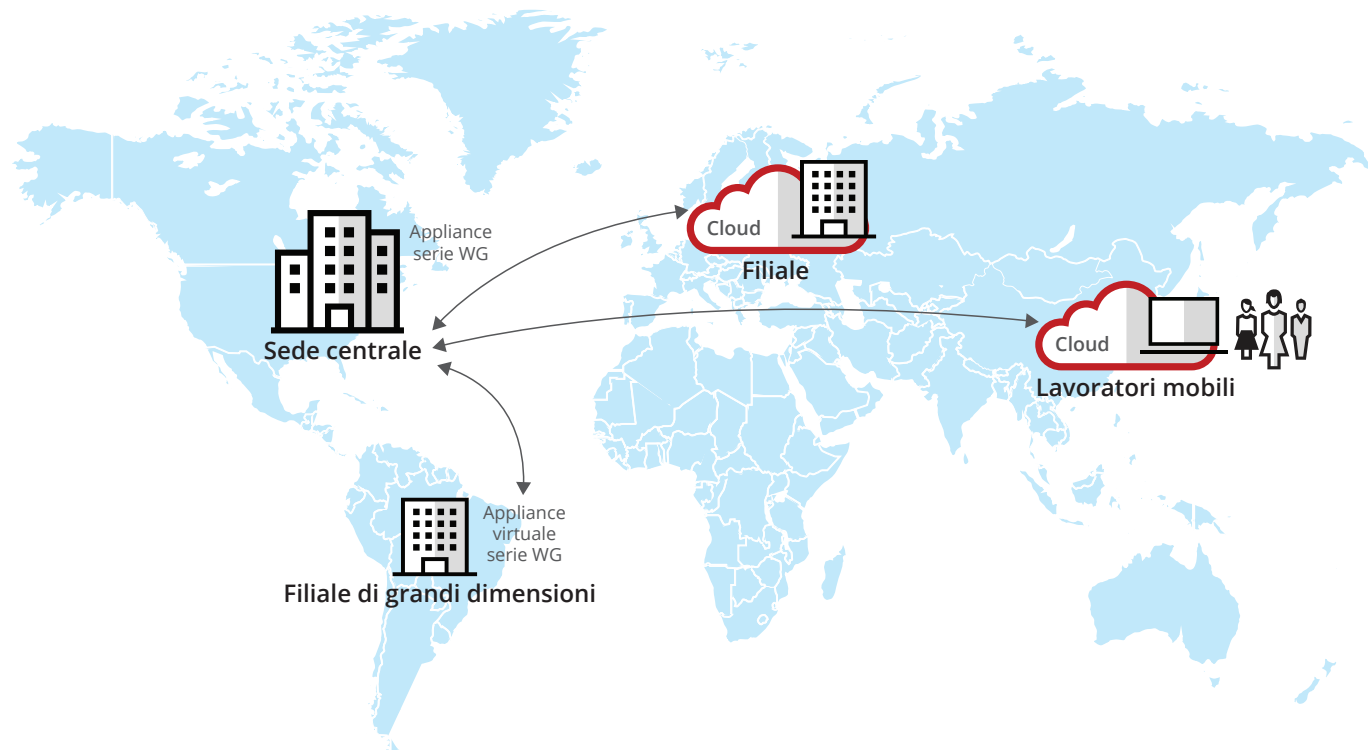 Appliance
serie WG
Sede centrale
Cloud
Filiale
Cloud
Lavoratori mobili
Appliance
virtuale
serie WG
Filiale di grandi dimensioni